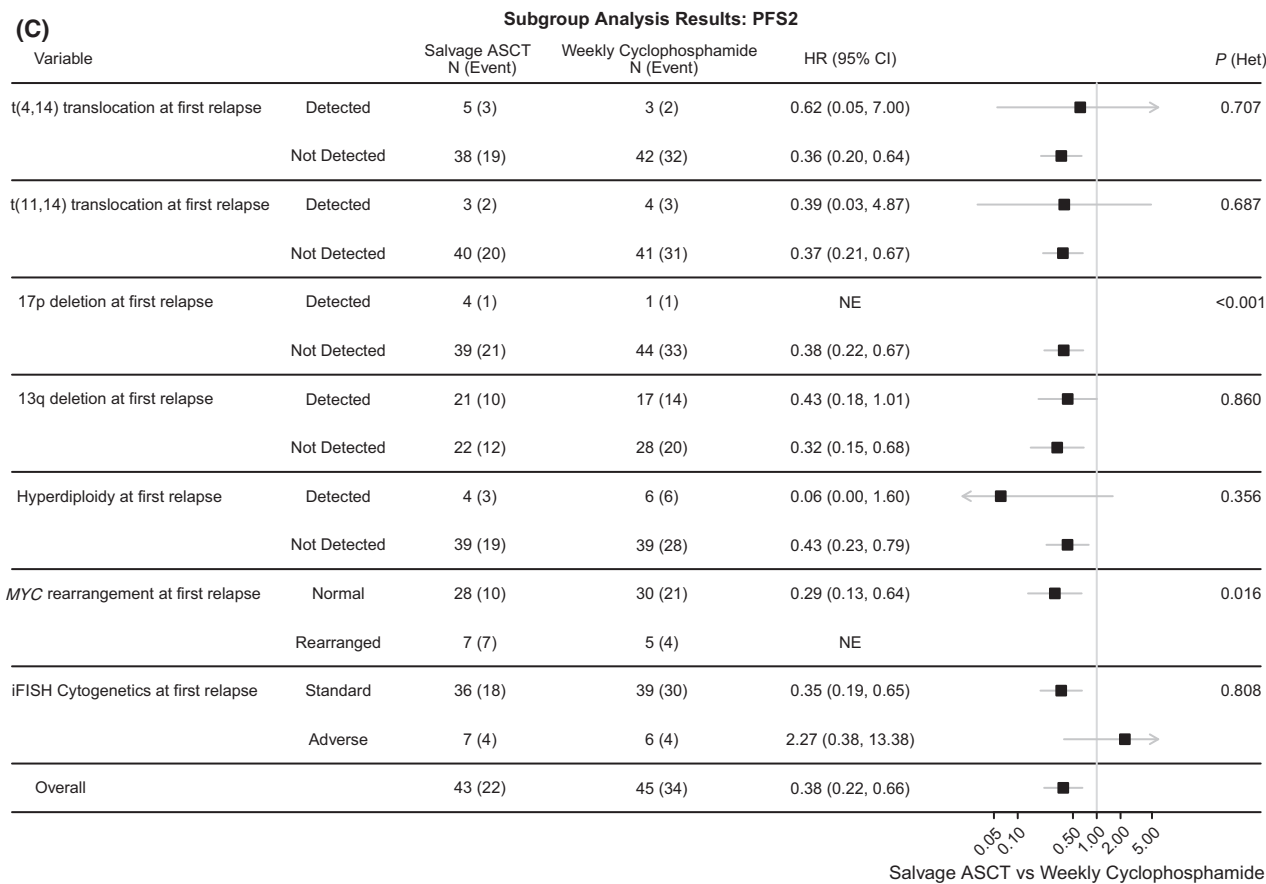 (C)
Subgroup Analysis Results: PFS2
Variable Salvage ASCT N (Event) Weekly Cyclophosphamide N (Event) HR (95% CI) P (Het)
t(4,14) translocation at first relapse Detected 5 (3) 3 (2) 0.62 (0.05, 7.00) 0.707
Not Detected 38 (19) 42 (32) 0.36 (0.20, 0.64)
t(11,14) translocation at first relapse Detected 3 (2) 4 (3) 0.39 (0.03, 4.87) 0.687
Not Detected 40 (20) 41 (31) 0.37 (0.21, 0.67)
17p deletion at first relapse Detected 4 (1) 1 (1) NE <0.001
Not Detected 39 (21) 44 (33) 0.38 (0.22, 0.67)
13q deletion at first relapse Detected 21 (10) 17 (14) 0.43 (0.18, 1.01) 0.860
Not Detected 22 (12) 28 (20) 0.32 (0.15, 0.68)
Hyperdiploidy at first relapse Detected 4 (3) 6 (6) 0.06 (0.00, 1.60) 0.356
Not Detected 39 (19) 39 (28) 0.43 (0.23, 0.79)
MYC rearrangement at first relapse Normal 28 (10) 30 (21) 0.29 (0.13, 0.64) 0.016
Rearranged 7 (7) 5 (4) NE
iFISH Cytogenetics at first relapse Standard 36 (18) 39 (30) 0.35 (0.19, 0.65) 0.808
Adverse 7 (4) 6 (4) 2.27 (0.38, 13.38)
Overall 43 (22) 45 (34) 0.38 (0.22, 0.66)
0.05 0.10 0.50 1.00 2.00 5.00
Salvage ASCT vs Weekly Cyclophosphamide